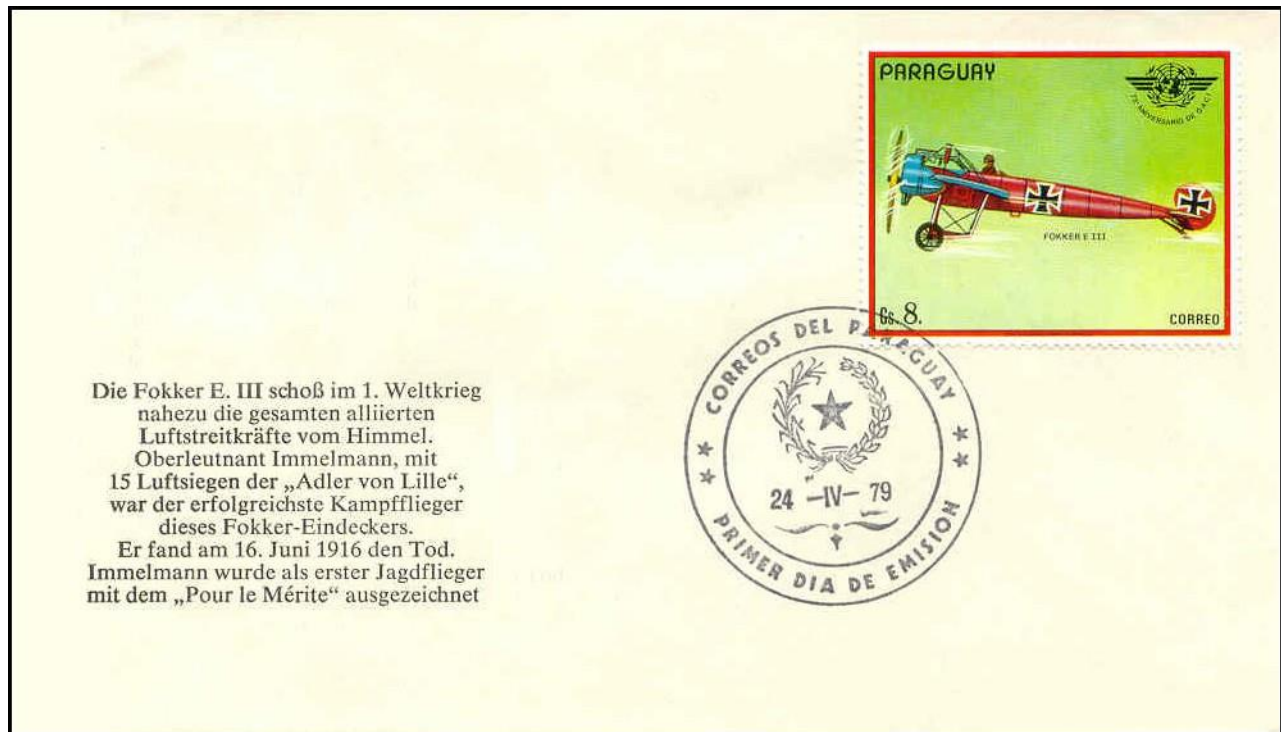 PARAGUAY
75º ANIVERSARIO DE O.A.C.I.
FOKKER E III
Gs. 8.
CORREO
CORREOS DEL PARAGUAY
24 -IV- 79
PRIMER DIA DE EMISION
Die Fokker E. III schoß im 1. Weltkrieg
nahezu die gesamten alliierten
Luftstreitkräfte vom Himmel.
Oberleutnant Immelmann, mit
15 Luftsiegen der „Adler von Lille“,
war der erfolgreichste Kampfflieger
dieses Fokker-Eindeckers.
Er fand am 16. Juni 1916 den Tod.
Immelmann wurde als erster Jagdflieger
mit dem „Pour le Mérite“ ausgezeichnet